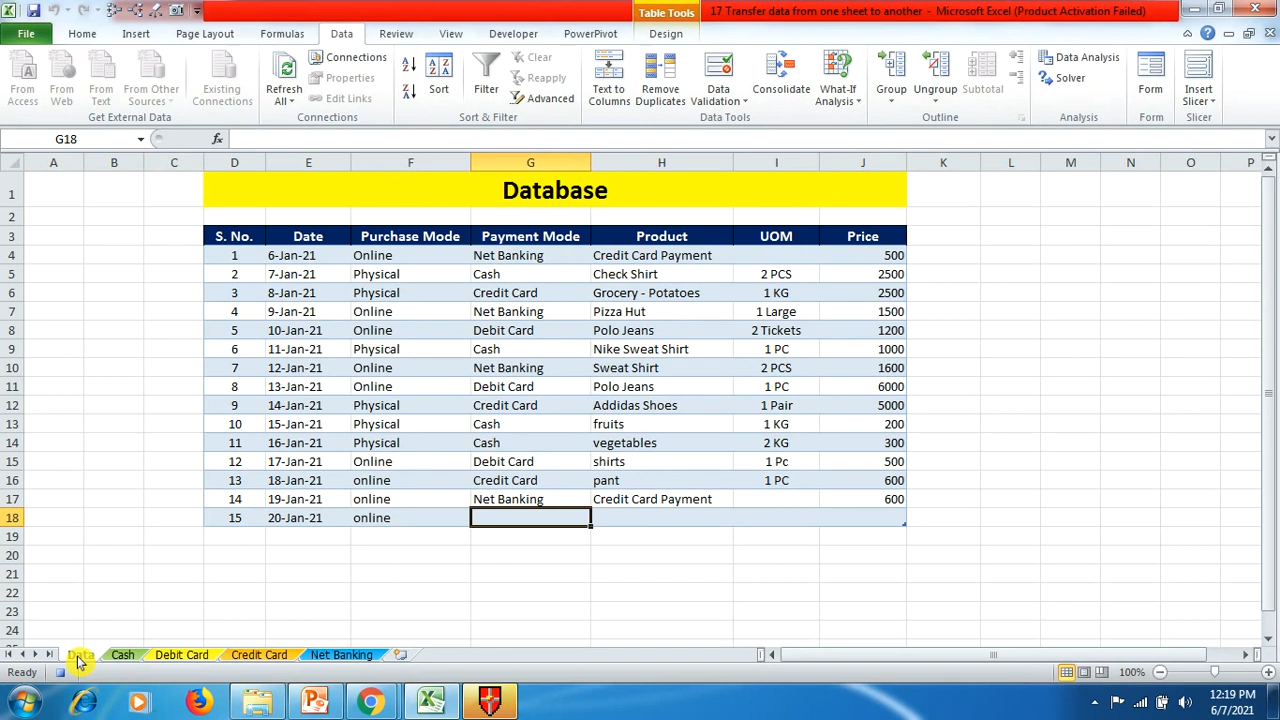 Table Tools
17 Transfer data from one sheet to another - Microsoft Excel (Product Activation Failed)
File Home Insert Page Layout Formulas Data Review View Developer PowerPivot Design
From Access
From Web
From Text
From Other Sources
Existing Connections
Get External Data
Refresh All
Connections
Properties
Edit Links
Connections
Sort
Filter
Clear
Reapply
Advanced
Sort & Filter
Text to Columns
Remove Duplicates
Data Validation
Consolidate
What-If Analysis
Data Tools
Group
Ungroup
Subtotal
Outline
Data Analysis
Solver
Analysis
Form
Form
Insert Slicer
Slicer
G18 fx
A B C D E F G H I J K L M N O P
1 Database
2
3 S. No. Date Purchase Mode Payment Mode Product UOM Price
4 1 6-Jan-21 Online Net Banking Credit Card Payment 500
5 2 7-Jan-21 Physical Cash Check Shirt 2 PCS 2500
6 3 8-Jan-21 Physical Credit Card Grocery - Potatoes 1 KG 2500
7 4 9-Jan-21 Online Net Banking Pizza Hut 1 Large 1500
8 5 10-Jan-21 Online Debit Card Polo Jeans 2 Tickets 1200
9 6 11-Jan-21 Physical Cash Nike Sweat Shirt 1 PC 1000
10 7 12-Jan-21 Online Net Banking Sweat Shirt 2 PCS 1600
11 8 13-Jan-21 Online Debit Card Polo Jeans 1 PC 6000
12 9 14-Jan-21 Physical Credit Card Addidas Shoes 1 Pair 5000
13 10 15-Jan-21 Physical Cash fruits 1 KG 200
14 11 16-Jan-21 Physical Cash vegetables 2 KG 300
15 12 17-Jan-21 Online Debit Card shirts 1 Pc 500
16 13 18-Jan-21 online Credit Card pant 1 PC 600
17 14 19-Jan-21 online Net Banking Credit Card Payment 600
18 15 20-Jan-21 online
19
20
21
22
23
24
Data Cash Debit Card Credit Card Net Banking
Ready 100%
12:19 PM
6/7/2021